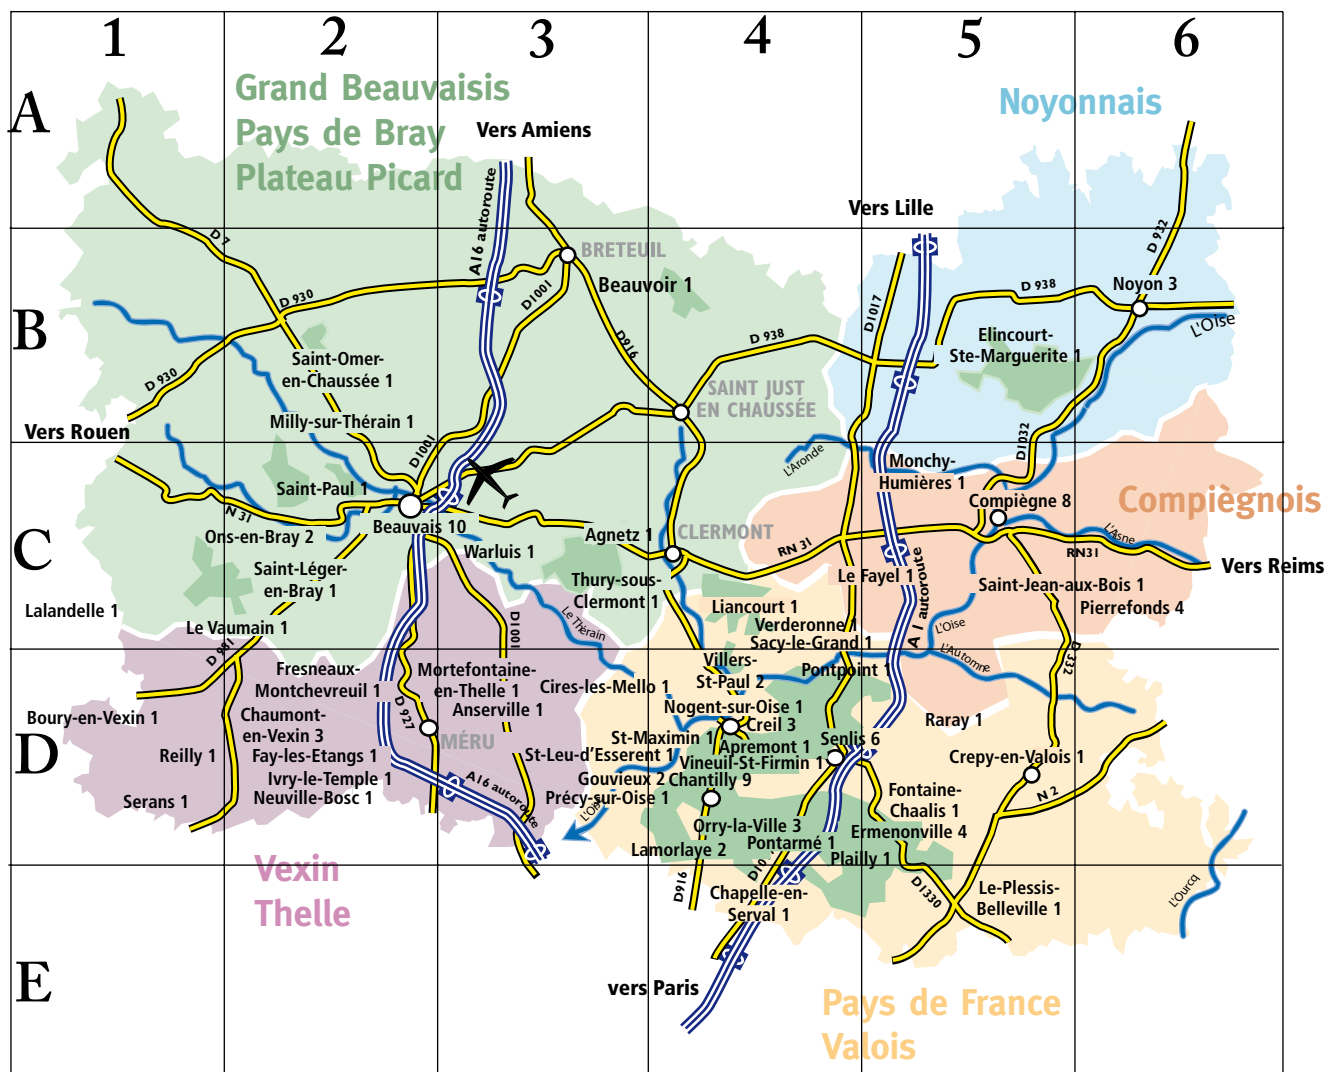 1
2
3
4
5
6
A
Grand Beauvaisis
Pays de Bray
Plateau Picard
Vers Amiens
Noyonnais
A16 autoroute
Vers Lille
D 7
D 932
B
BRETEUIL
Beauvoir 1
D 930
D1001
D916
D1017
D 938
Noyon 3
L'Oise
D 938
Elincourt-
Ste-Marguerite 1
Saint-Omer-
en-Chaussée 1
D 930
SAINT JUST
EN CHAUSSÉE
Milly-sur-Thérain 1
Vers Rouen
D1001
L'Aronde
D1032
Monchy-
Humières 1
Compiègnois
Saint-Paul 1
Compiègne 8
C
N 31
Beauvais 10
Ons-en-Bray 2
Agnetz 1
CLERMONT
L'Asne
RN 31
RN31
Warluis 1
Vers Reims
Saint-Léger-
en-Bray 1
Thury-sous-
Clermont 1
Le Fayel 1
A 1 autoroute
Saint-Jean-aux-Bois 1
Pierrefonds 4
Lalandelle 1
Le Vaumain 1
Le Thérain
D1001
Liancourt 1
Verderonne 1
Sacy-le-Grand 1
L'Oise
L'Automne
D 332
D 981
Fresneaux-
Montchevreuil 1
Mortefontaine-
en-Thelle 1
Anserville 1
Cires-les-Mello 1
Villers-
St-Paul 2
Pontpoint 1
Boury-en-Vexin 1
D 927
Nogent-sur-Oise 1
Creil 3
Raray 1
Chaumont-
en-Vexin 3
MÉRU
St-Maximin 1
Apremont 1
Senlis 6
D
Reilly 1
Fay-les-Etangs 1
St-Leu-d'Esserent 1
Vineuil-St-Firmin 1
Crepy-en-Valois 1
Ivry-le-Temple 1
Neuville-Bosc 1
A16 autoroute
Gouvieux 2
Chantilly 9
Serans 1
Précy-sur-Oise 1
Fontaine-
Chaalis 1
N 2
Orry-la-Ville 3
Ermenonville 4
Pontarmé 1
Lamorlaye 2
Plailly 1
Vexin
Thelle
D916
Chapelle-en-
Serval 1
D1330
Le-Plessis-
Belleville 1
L'Ourcq
E
vers Paris
Pays de France
Valois